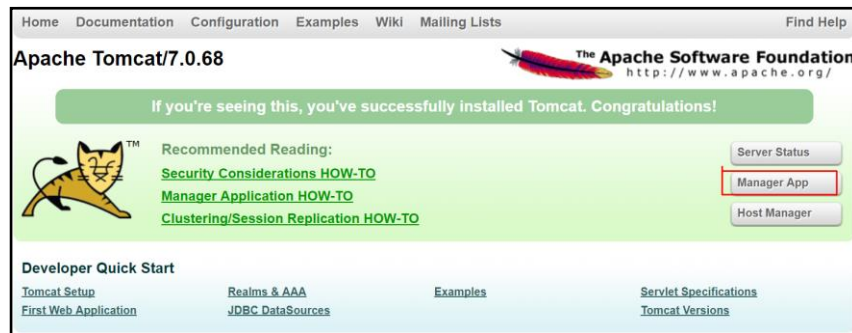 Home Documentation Configuration Examples Wiki Mailing Lists Find Help
Apache Tomcat/7.0.68
The Apache Software Foundation
http://www.apache.org/
If you're seeing this, you've successfully installed Tomcat. Congratulations!
TM
Recommended Reading:
Security Considerations HOW-TO
Manager Application HOW-TO
Clustering/Session Replication HOW-TO
Server Status
Manager App
Host Manager
Developer Quick Start
Tomcat Setup Realms & AAA Examples Servlet Specifications
First Web Application JDBC DataSources Tomcat Versions